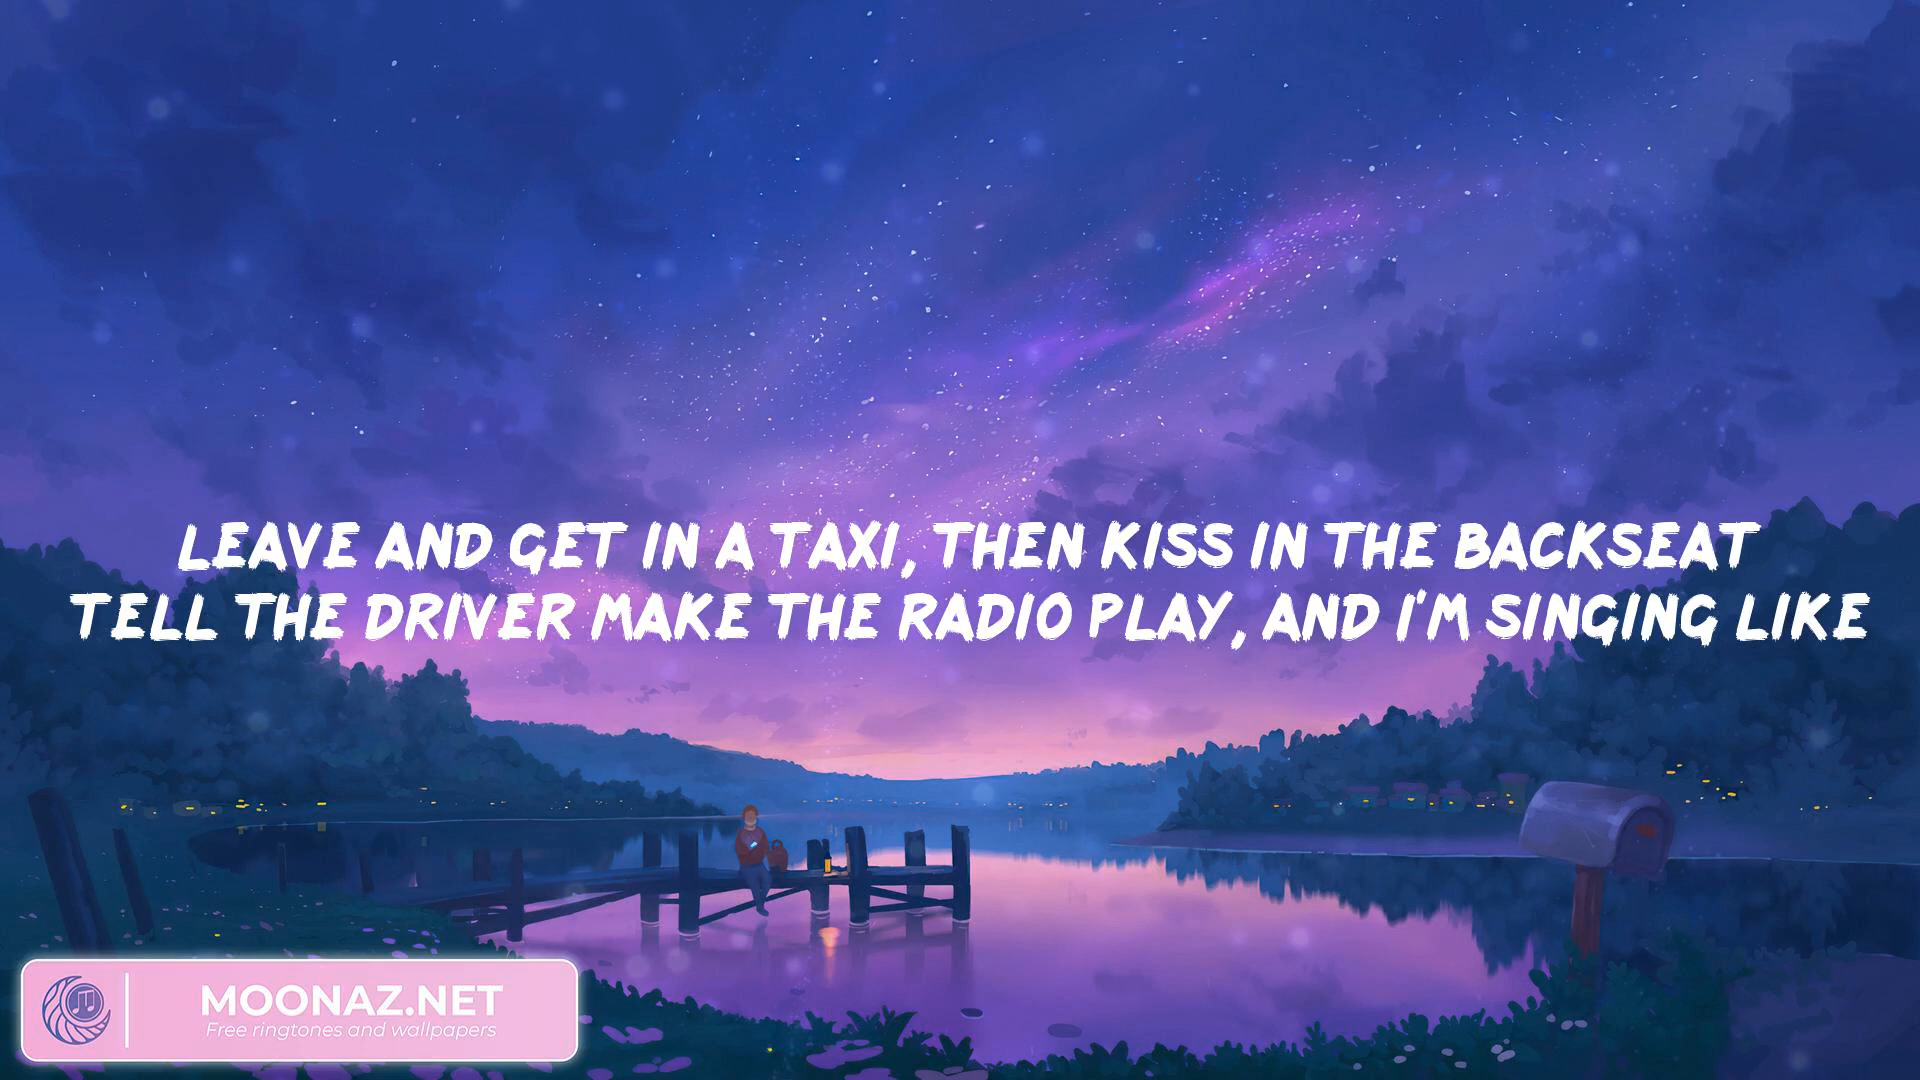 LEAVE AND GET IN A TAXI, THEN KISS IN THE BACKSEAT
TELL THE DRIVER MAKE THE RADIO PLAY, AND I'M SINGING LIKE
MOONAZ.NET
Free ringtones and wallpapers